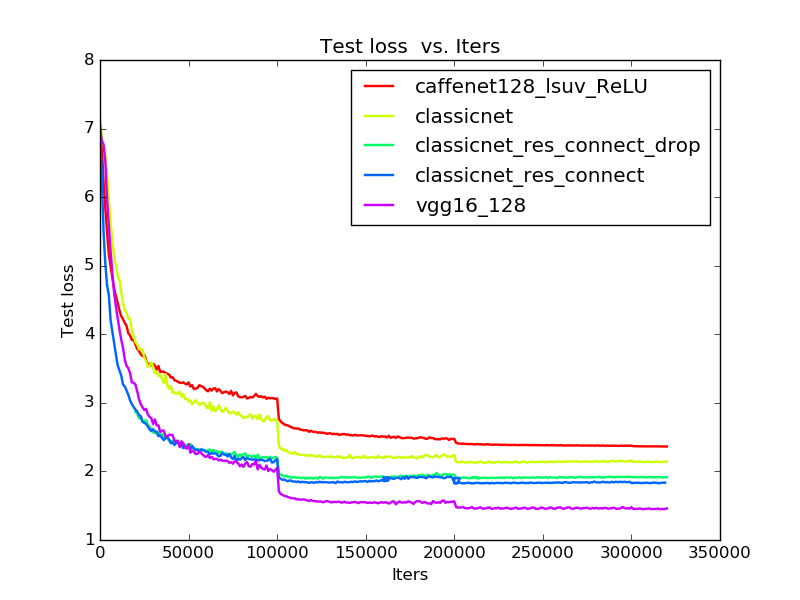 Test loss  vs. Iters
8
7
6
5
4
3
2
1
Test loss
caffenet128_lsuv_ReLU
classicnet
classicnet_res_connect_drop
classicnet_res_connect
vgg16_128
0 50000 100000 150000 200000 250000 300000 350000
Iters